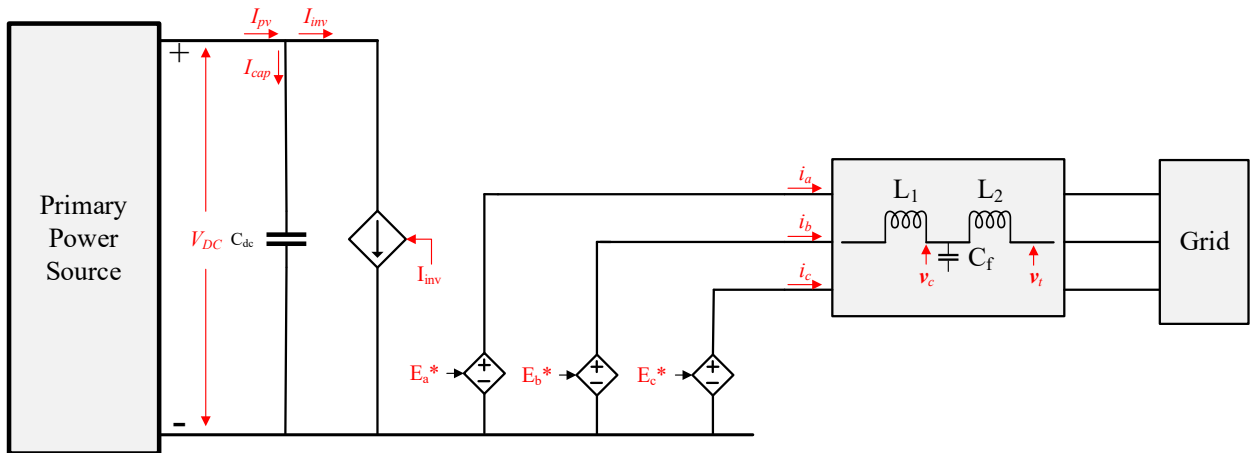 Primary
Power
Source
+
-
I_pv
I_inv
I_cap
V_DC
C_dc
I_inv
E_a*
E_b*
E_c*
+
−
+
−
+
−
i_a
i_b
i_c
L_1
L_2
C_f
v_c
v_t
Grid